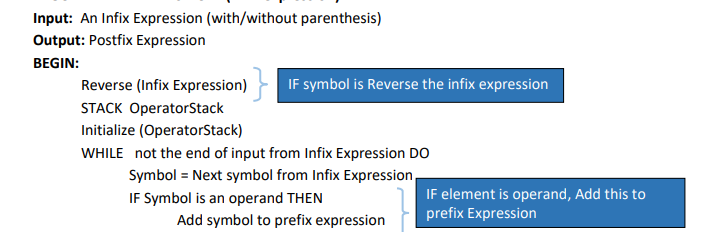 Input: An Infix Expression (with/without parenthesis)
Output: Postfix Expression
BEGIN:
Reverse (Infix Expression)
IF symbol is Reverse the infix expression
STACK OperatorStack
Initialize (OperatorStack)
WHILE not the end of input from Infix Expression DO
Symbol = Next symbol from Infix Expression
IF Symbol is an operand THEN
Add symbol to prefix expression
IF element is operand, Add this to
prefix Expression